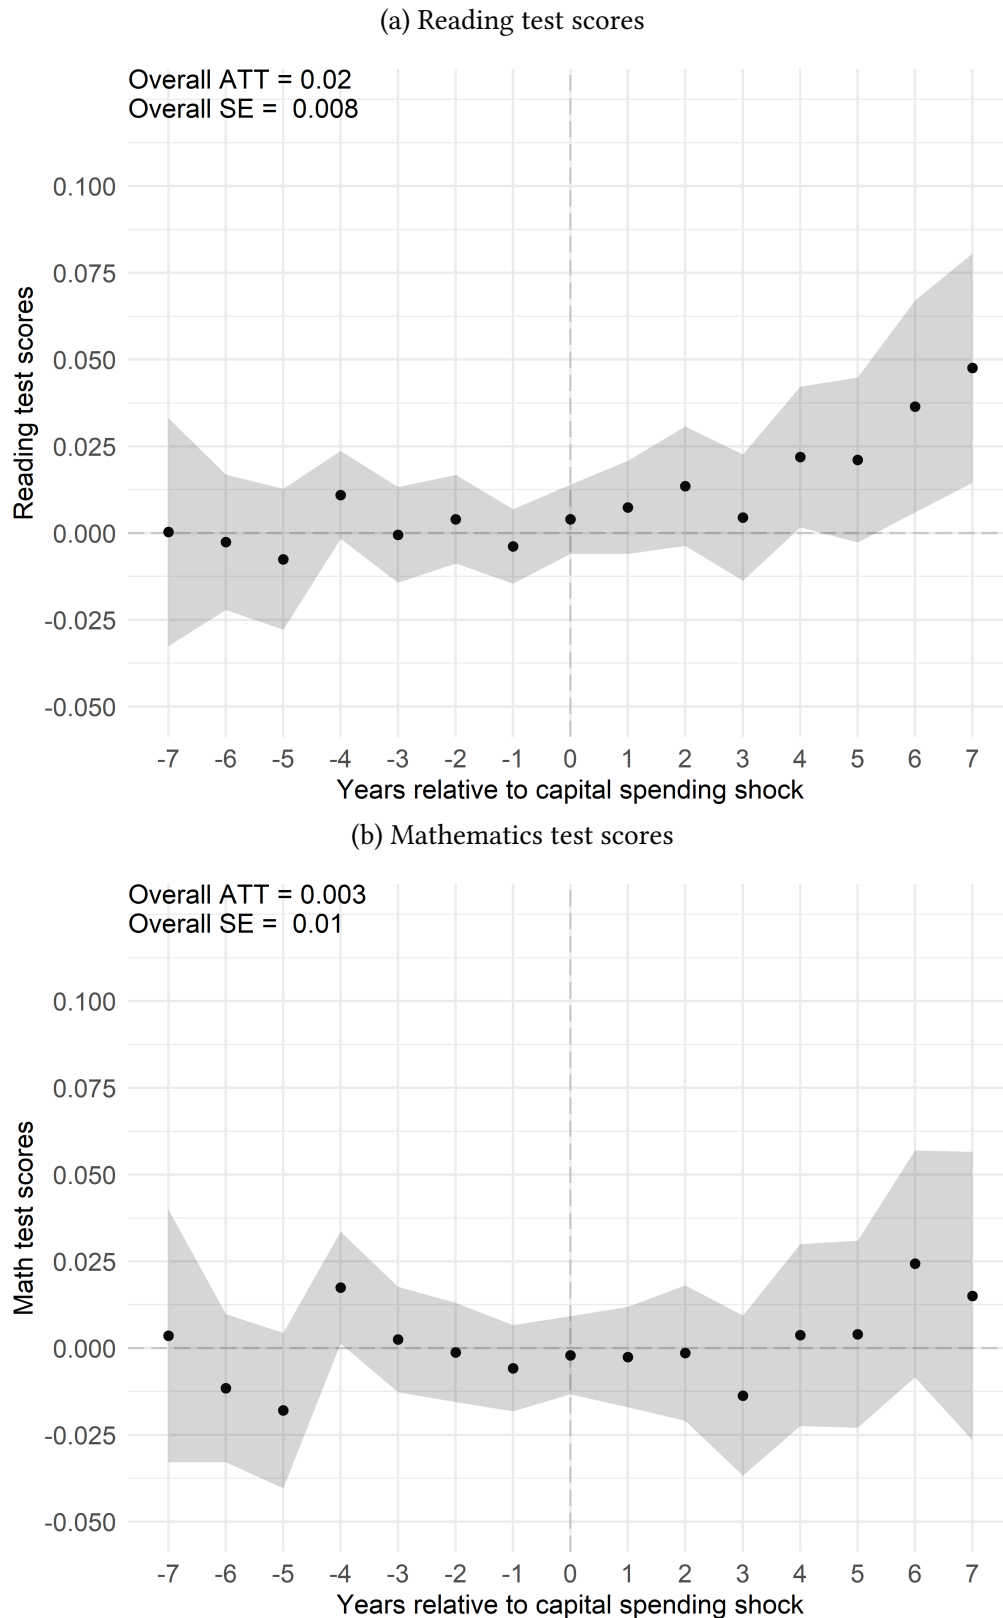 (a) Reading test scores
Overall ATT = 0.02
Overall SE =  0.008
0.100
0.075
0.050
0.025
0.000
-0.025
-0.050
Reading test scores
-7 -6 -5 -4 -3 -2 -1 0 1 2 3 4 5 6 7
Years relative to capital spending shock
(b) Mathematics test scores
Overall ATT = 0.003
Overall SE =  0.01
0.100
0.075
0.050
0.025
0.000
-0.025
-0.050
Math test scores
-7 -6 -5 -4 -3 -2 -1 0 1 2 3 4 5 6 7
Years relative to capital spending shock